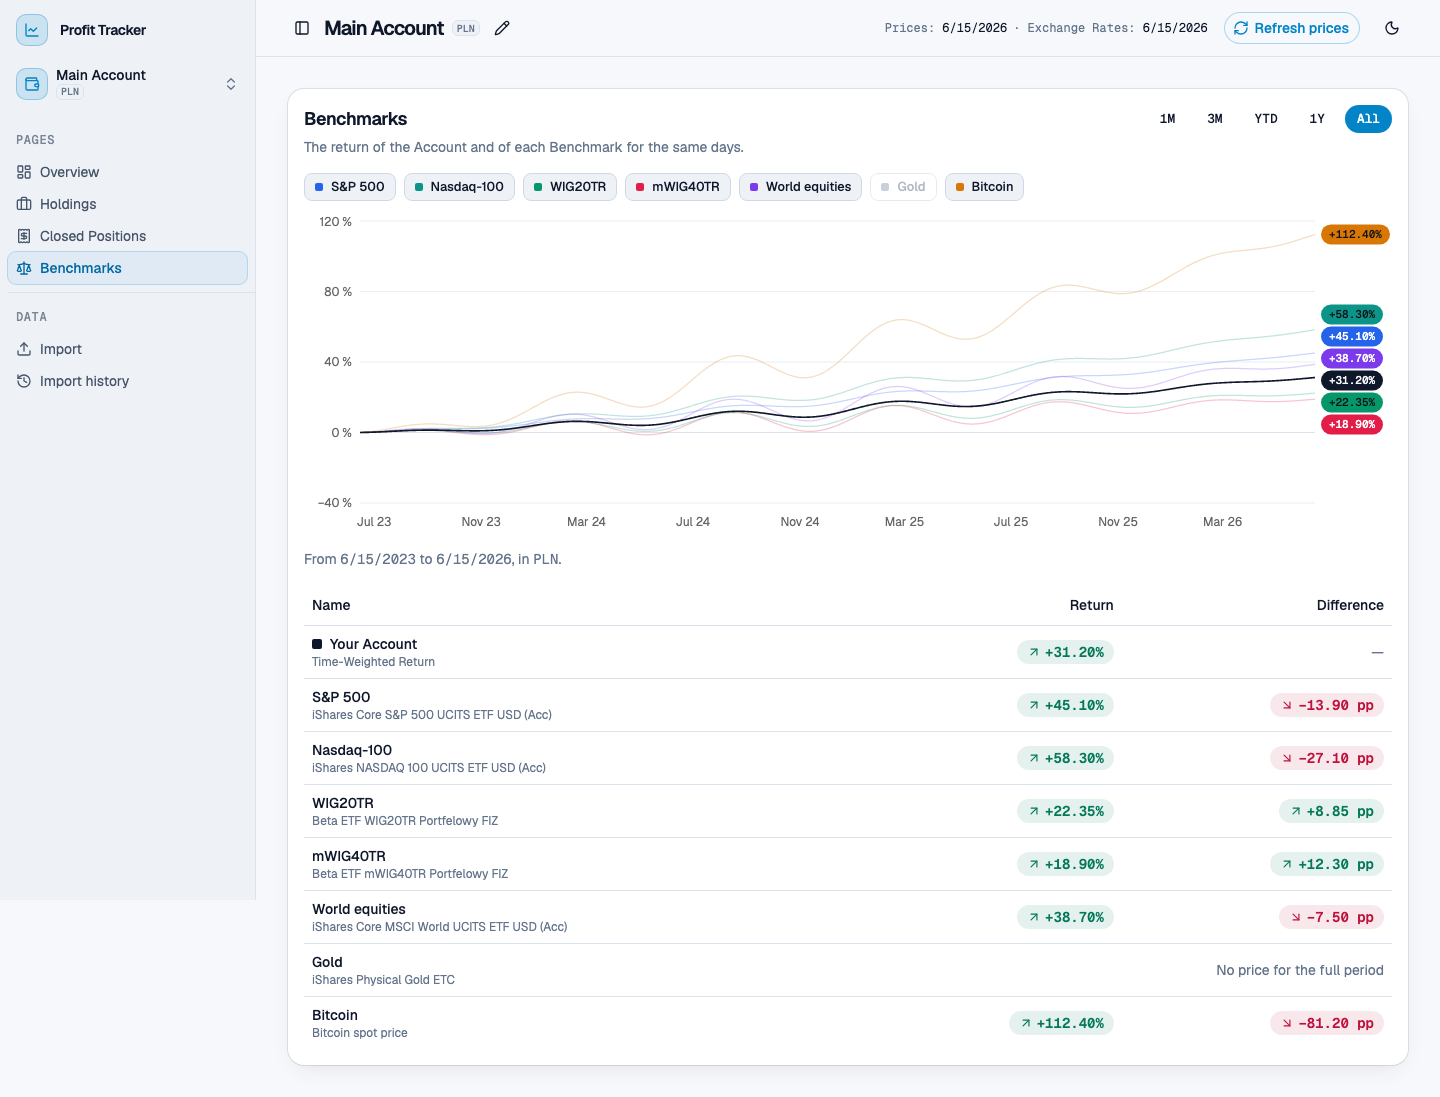 Profit Tracker
Main Account
PLN
PAGES
Overview
Holdings
Closed Positions
Benchmarks
DATA
Import
Import history
Main Account PLN
Prices: 6/15/2026 · Exchange Rates: 6/15/2026
Refresh prices
Benchmarks
1M 3M YTD 1Y All
The return of the Account and of each Benchmark for the same days.
S&P 500 Nasdaq-100 WIG20TR mWIG40TR World equities Gold Bitcoin
120 %
80 %
40 %
0 %
−40 %
+112.40%
+58.30%
+45.10%
+38.70%
+31.20%
+22.35%
+18.90%
Jul 23 Nov 23 Mar 24 Jul 24 Nov 24 Mar 25 Jul 25 Nov 25 Mar 26
From 6/15/2023 to 6/15/2026, in PLN.
Name Return Difference
Your Account
Time-Weighted Return
+31.20% —
S&P 500
iShares Core S&P 500 UCITS ETF USD (Acc)
+45.10% −13.90 pp
Nasdaq-100
iShares NASDAQ 100 UCITS ETF USD (Acc)
+58.30% −27.10 pp
WIG20TR
Beta ETF WIG20TR Portfelowy FIZ
+22.35% +8.85 pp
mWIG40TR
Beta ETF mWIG40TR Portfelowy FIZ
+18.90% +12.30 pp
World equities
iShares Core MSCI World UCITS ETF USD (Acc)
+38.70% −7.50 pp
Gold
iShares Physical Gold ETC
No price for the full period
Bitcoin
Bitcoin spot price
+112.40% −81.20 pp